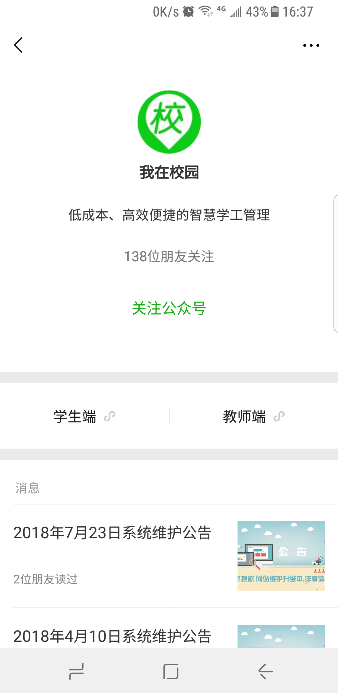 0K/s 4G 43% 16:37
校
我在校园
低成本、高效便捷的智慧学工管理
138位朋友关注
关注公众号
学生端 教师端
消息
2018年7月23日系统维护公告
公告
2位朋友读过
2018年4月10日系统维护公告